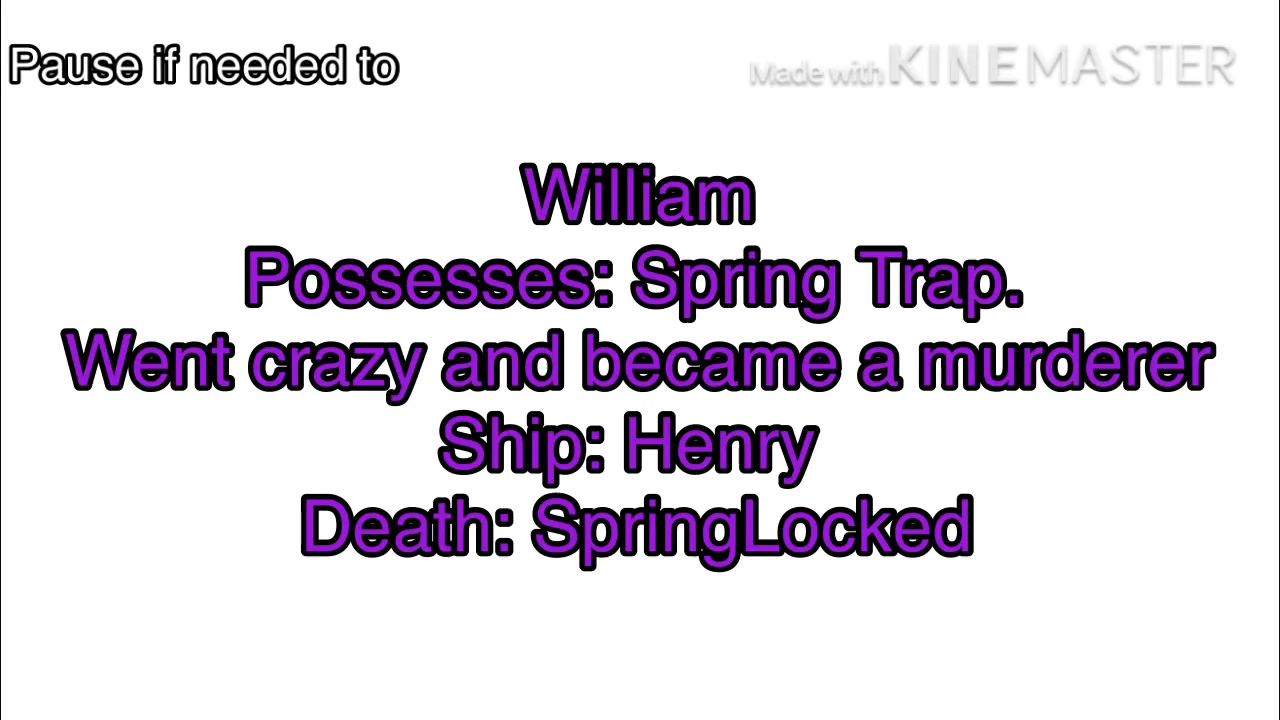 Pause if needed to
Made with KINEMASTER
William
Possesses: Spring Trap.
Went crazy and became a murderer
Ship: Henry
Death: SpringLocked